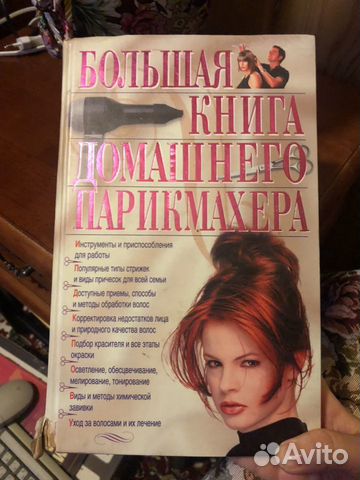 БОЛЬШАЯ
КНИГА
ДОМАШНЕГО
ПАРИКМАХЕРА
Инструменты и приспособления
для работы
Популярные типы стрижек
и виды причесок для всей семьи
Доступные приемы, способы
и методы обработки волос
Корректировка недостатков лица
и природного качества волос
Подбор красителя и все этапы
окраски
Осветление, обесцвечивание,
мелирование, тонирование
Виды и методы химической
завивки
Уход за волосами и их лечение
Avito